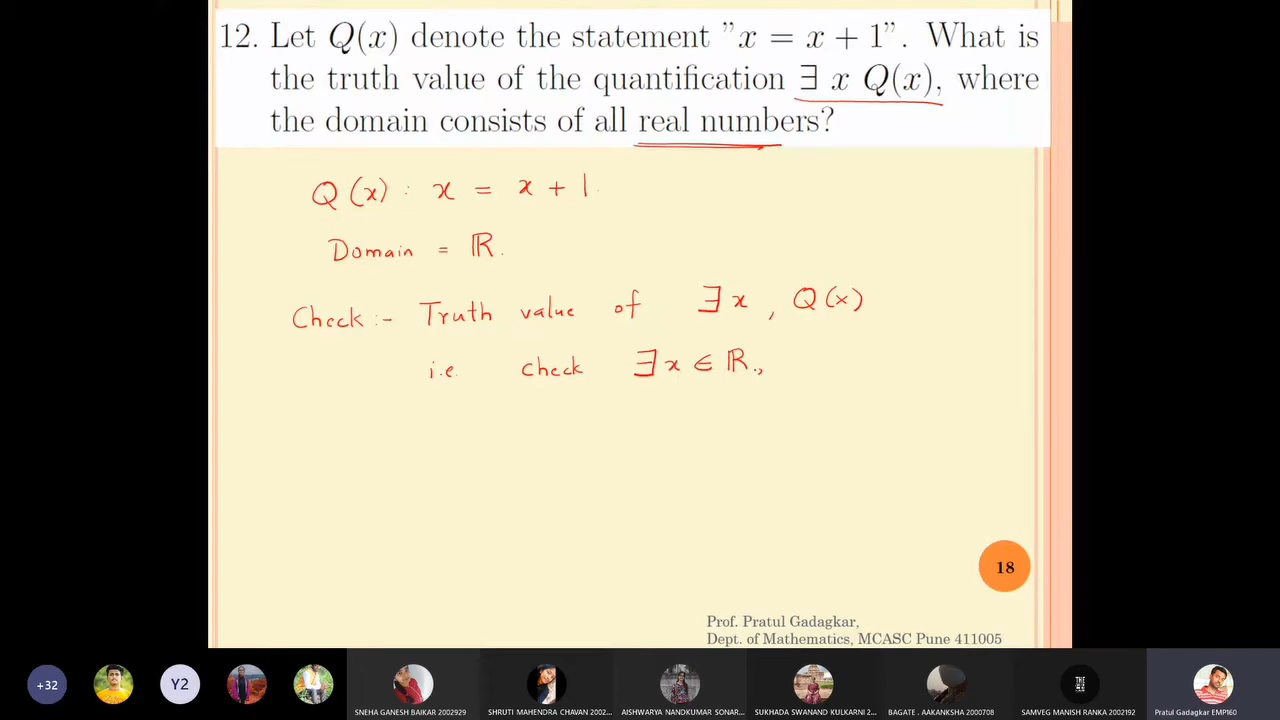 12. Let Q(x) denote the statement ”x = x + 1”. What is
the truth value of the quantification ∃ x Q(x), where
the domain consists of all real numbers?
Q(x) : x = x + 1
Domain = ℝ.
Check :- Truth value of ∃ x , Q(x)
i.e. check ∃ x ∈ ℝ.,
18
Prof. Pratul Gadagkar,
Dept. of Mathematics, MCASC Pune 411005
+32
Y2
SNEHA GANESH BAIKAR 2002929
SHRUTI MAHENDRA CHAVAN 2002...
AISHWARYA NANDKUMAR SONAR...
SUKHADA SWANAND KULKARNI 2...
BAGATE . AAKANKSHA 2000708
SAMVEG MANISH RANKA 2002192
Pratul Gadagkar EMP160